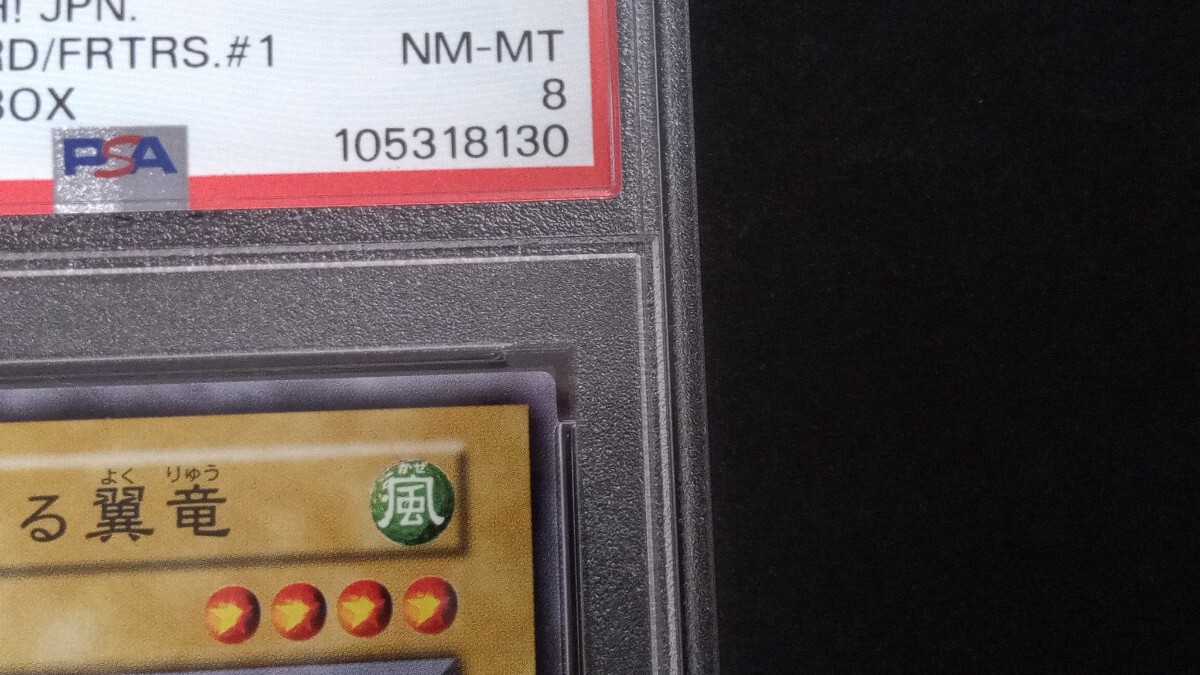 ! JPN.
RD/FRTRS.#1 NM-MT
BOX 8
PSA 105318130
よく りゅう
る翼竜
かぜ
風